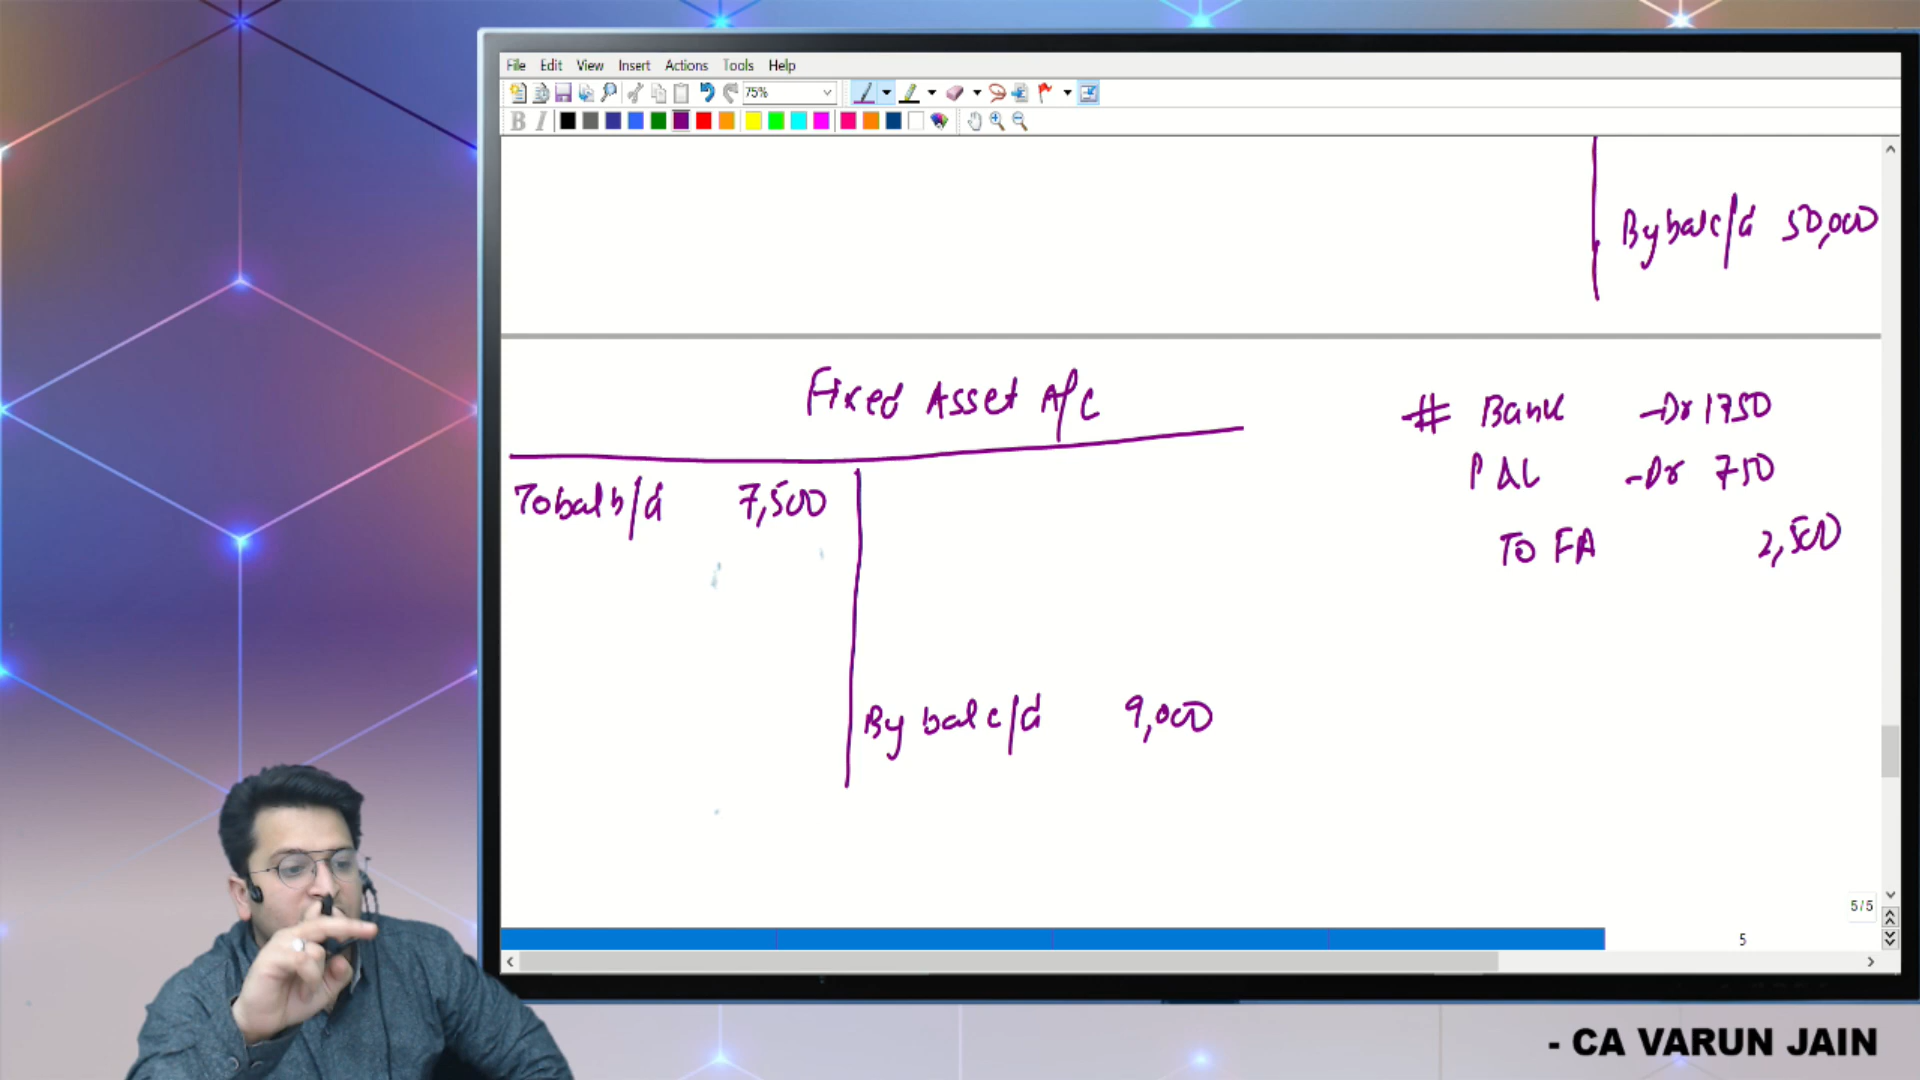 File Edit View Insert Actions Tools Help
75%
B I
By bal c/d 50,000
Fixed Asset A/c
To bal b/d 7,500
By bal c/d 9,000
# Bank -Dr 1750
P&L -Dr 750
To FA 2,500
5/5
5
- CA VARUN JAIN